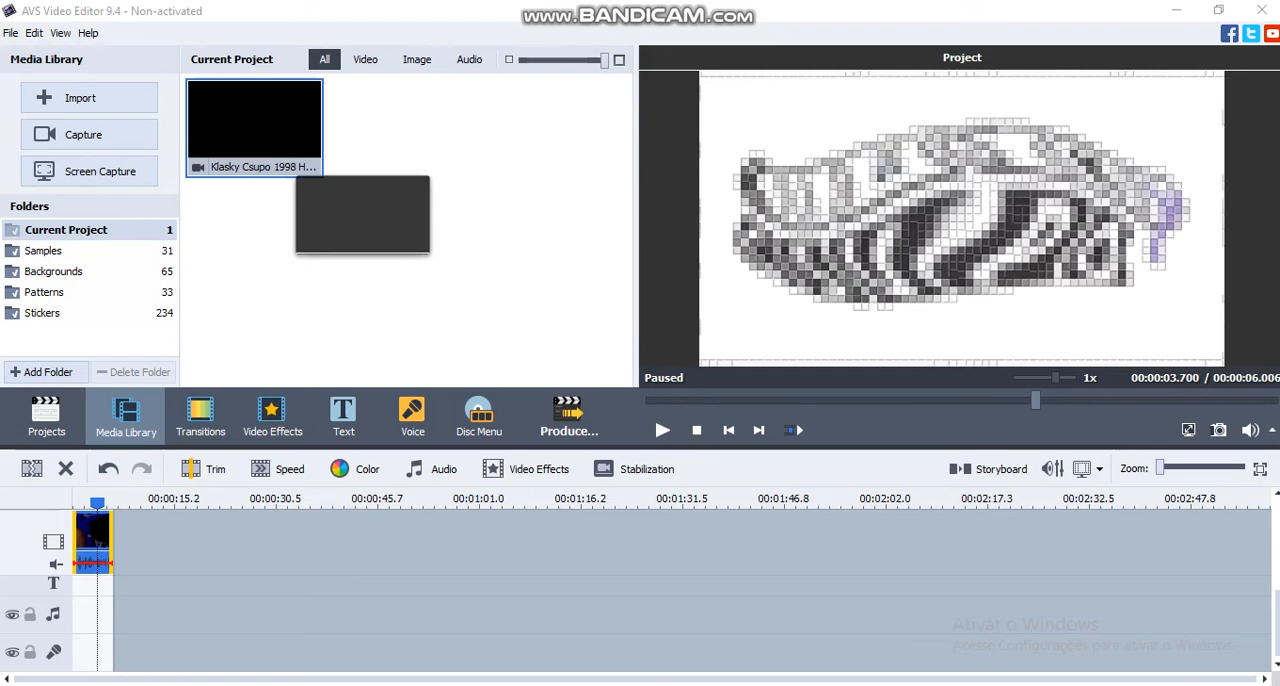 AVS Video Editor 9.4 - Non-activated
www.BANDICAM.com
File Edit View Help
Media Library
Current Project All Video Image Audio
Project
Import
Capture
Screen Capture
Klasky Csupo 1998 H...
Folders
Current Project 1
Samples 31
Backgrounds 65
Patterns 33
Stickers 234
Add Folder Delete Folder
Paused 1x 00:00:03.700 / 00:00:06.006
Projects Media Library Transitions Video Effects Text Voice Disc Menu Produce...
Trim Speed Color Audio Video Effects Stabilization Storyboard Zoom:
00:00:15.2 00:00:30.5 00:00:45.7 00:01:01.0 00:01:16.2 00:01:31.5 00:01:46.8 00:02:02.0 00:02:17.3 00:02:32.5 00:02:47.8
T
Ativar o Windows
Acesse Configurações para ativar o Windows.